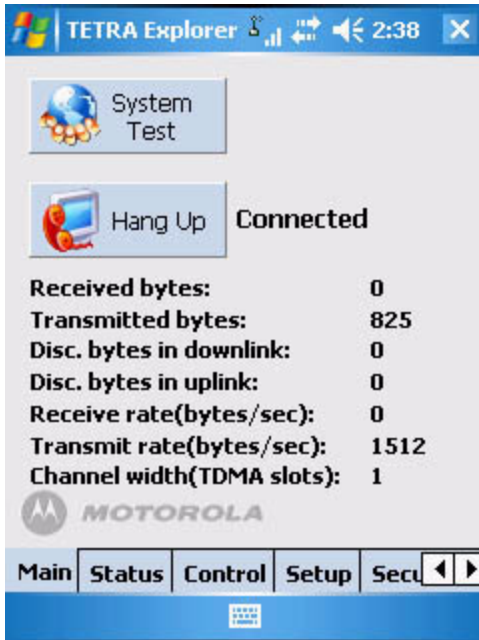 TETRA Explorer 2:38
System
Test
Hang Up Connected
Received bytes: 0
Transmitted bytes: 825
Disc. bytes in downlink: 0
Disc. bytes in uplink: 0
Receive rate(bytes/sec): 0
Transmit rate(bytes/sec): 1512
Channel width(TDMA slots): 1
MOTOROLA
Main Status Control Setup